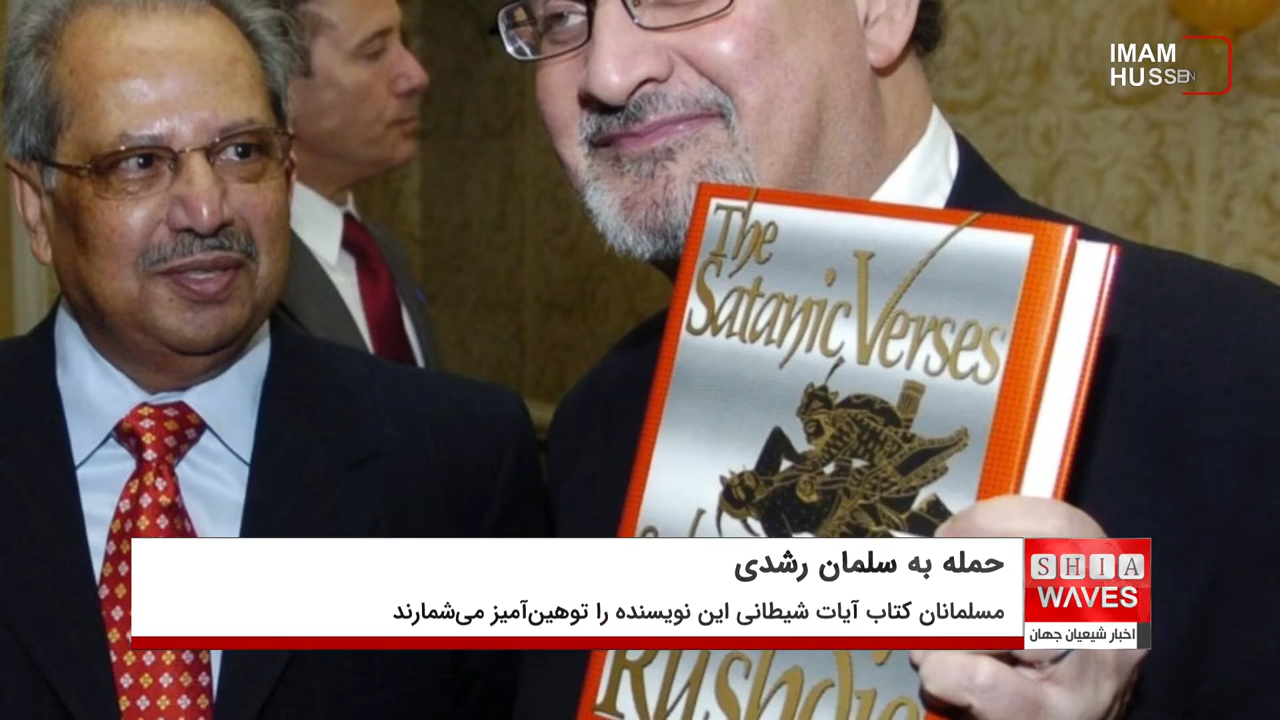 IMAM
HUSSEIN
The
Satanic Verses
Rushdie
حمله به سلمان رشدی
مسلمانان کتاب آیات شیطانی این نویسنده را توهین‌آمیز می‌شمارند
SHIA
WAVES
اخبار شیعیان جهان